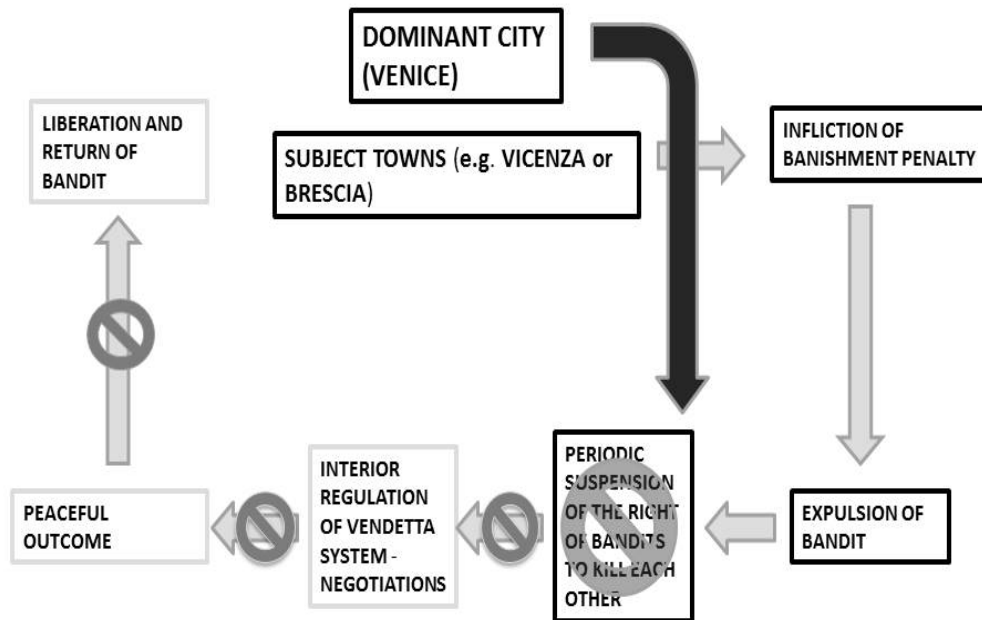 DOMINANT CITY
(VENICE)
LIBERATION AND
RETURN OF
BANDIT
SUBJECT TOWNS (e.g. VICENZA or
BRESCIA)
INFLICTION OF
BANISHMENT PENALTY
PEACEFUL
OUTCOME
INTERIOR
REGULATION
OF VENDETTA
SYSTEM -
NEGOTIATIONS
PERIODIC
SUSPENSION
OF THE RIGHT
OF BANDITS
TO KILL EACH
OTHER
EXPULSION OF
BANDIT